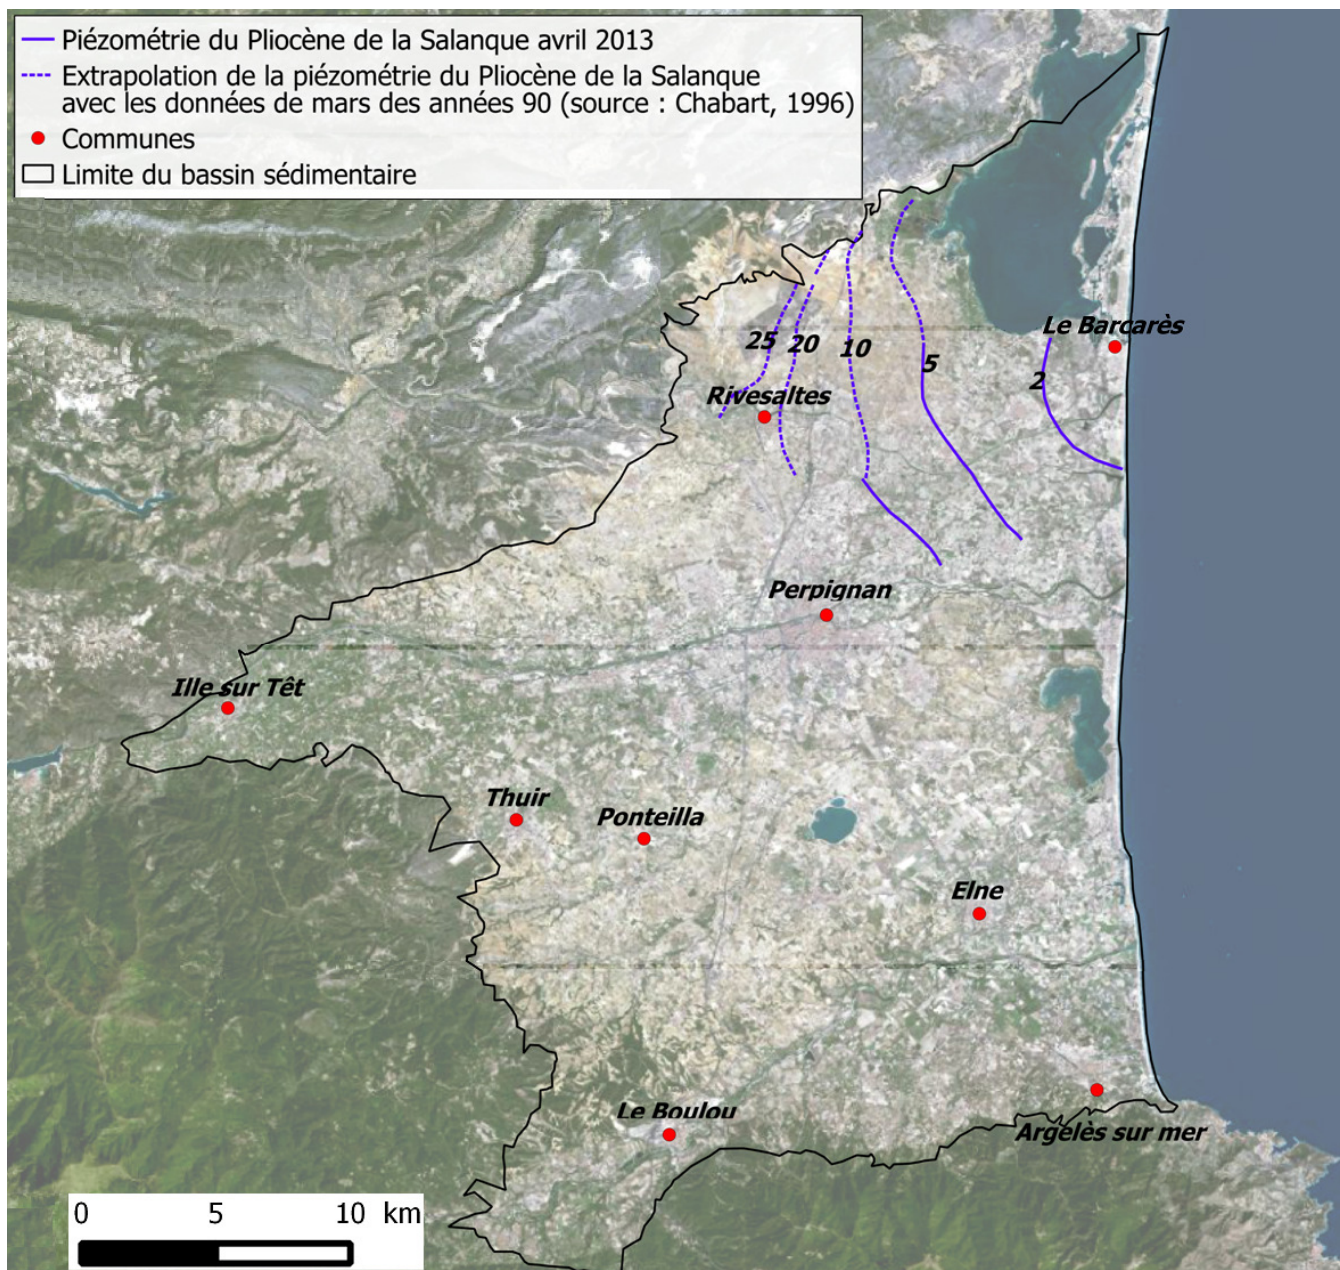 Piézométrie du Pliocène de la Salanque avril 2013
Extrapolation de la piézométrie du Pliocène de la Salanque
avec les données de mars des années 90 (source : Chabart, 1996)
Communes
Limite du bassin sédimentaire
Le Barcarès
25 20 10 5 2
Rivesaltes
Perpignan
Ille sur Têt
Thuir
Ponteilla
Elne
Le Boulou
Argelès sur mer
0 5 10 km